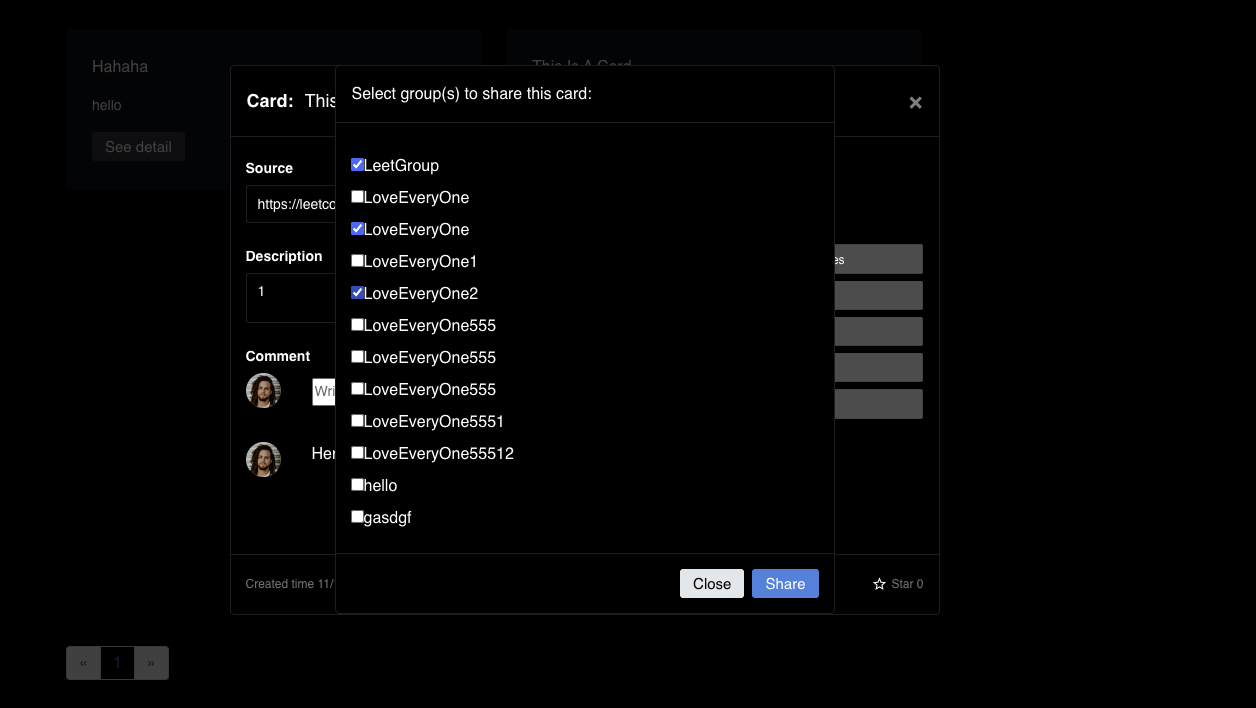 Hahaha
hello
See detail
This Is A Card
Card: This
×
Source
https://leetco
Description
1
Comment
Wri
Her
Created time 11/
Select group(s) to share this card:
LeetGroup
LoveEveryOne
LoveEveryOne
LoveEveryOne1
LoveEveryOne2
LoveEveryOne555
LoveEveryOne555
LoveEveryOne555
LoveEveryOne5551
LoveEveryOne55512
hello
gasdgf
Close Share
es
Star 0
« 1 »